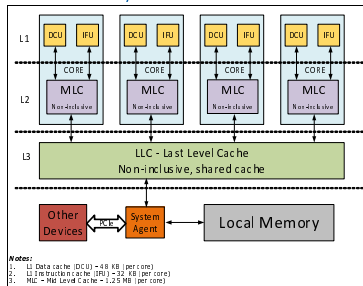 L1
DCU IFU DCU IFU DCU IFU DCU IFU
CORE CORE CORE CORE
L2
MLC MLC MLC MLC
Non-inclusive Non-inclusive Non-inclusive Non-inclusive
L3
LLC - Last Level Cache
Non-inclusive, shared cache
Other
Devices
PCIe
System
Agent
Local Memory
Notes:
1. L1 Data cache (DCU) – 48 KB (per core)
2. L1 Instruction cache (IFU) – 32 KB (per core)
3. MLC – Mid Level Cache – 1.25 MB (per core)